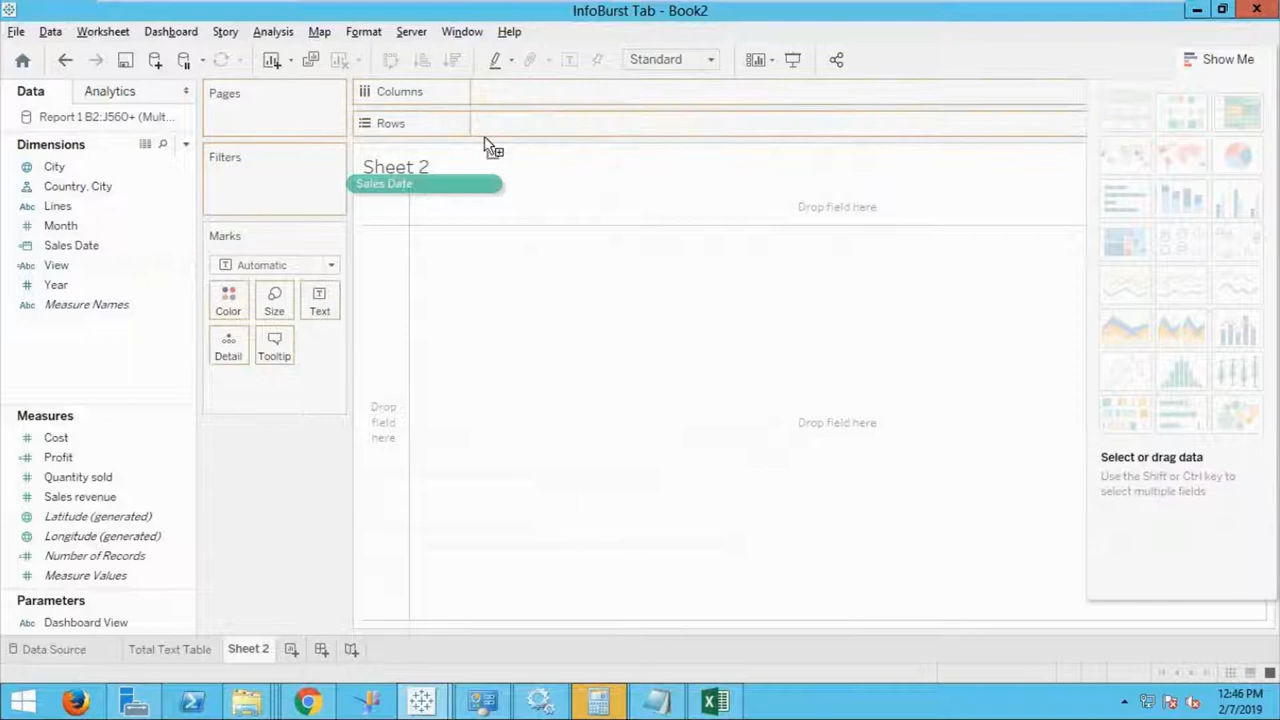 InfoBurst Tab - Book2
File Data Worksheet Dashboard Story Analysis Map Format Server Window Help
Standard
Show Me
Data Analytics
Report 1 B2:J560+ (Mult...
Dimensions
City
Country, City
Abc Lines
# Month
Sales Date
Abc View
# Year
Abc Measure Names
Measures
# Cost
# Profit
# Quantity sold
# Sales revenue
Latitude (generated)
Longitude (generated)
# Number of Records
# Measure Values
Parameters
Abc Dashboard View
Pages
Filters
Marks
Automatic
Color Size Text
Detail Tooltip
Columns
Rows
Sheet 2
Sales Date
Drop field here
Drop
field
here
Drop field here
Select or drag data
Use the Shift or Ctrl key to
select multiple fields
Data Source Total Text Table Sheet 2
12:46 PM
2/7/2019